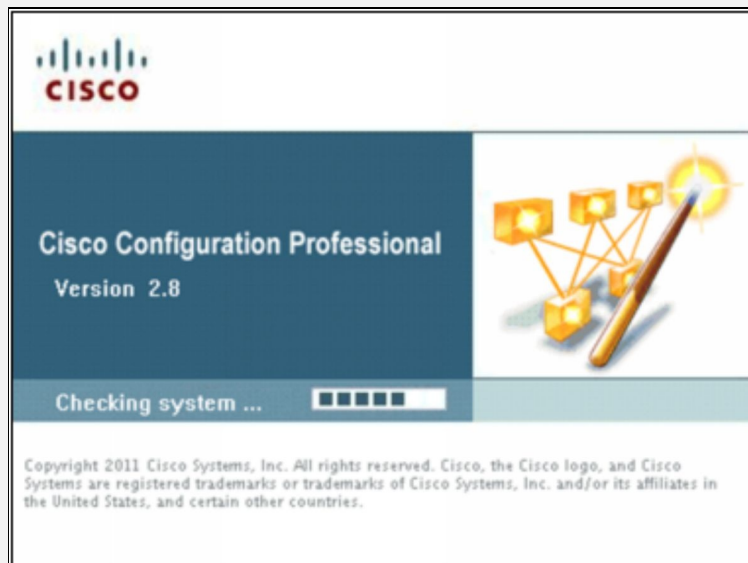 CISCO
Cisco Configuration Professional
Version 2.8
Checking system ...
Copyright 2011 Cisco Systems, Inc. All rights reserved. Cisco, the Cisco logo, and Cisco
Systems are registered trademarks or trademarks of Cisco Systems, Inc. and/or its affiliates in
the United States, and certain other countries.